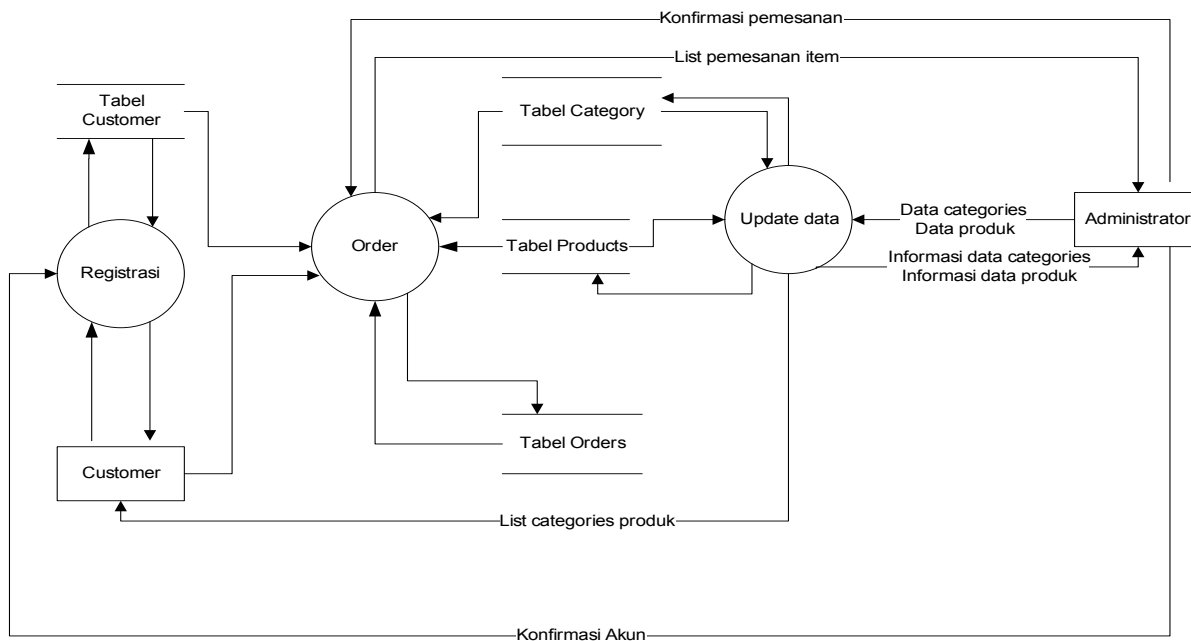 Konfirmasi pemesanan
List pemesanan item
Tabel
Customer
Tabel Category
Order
Tabel Products
Update data
Data categories
Data produk
Administrator
Informasi data categories
Informasi data produk
Registrasi
Tabel Orders
Customer
List categories produk
Konfirmasi Akun